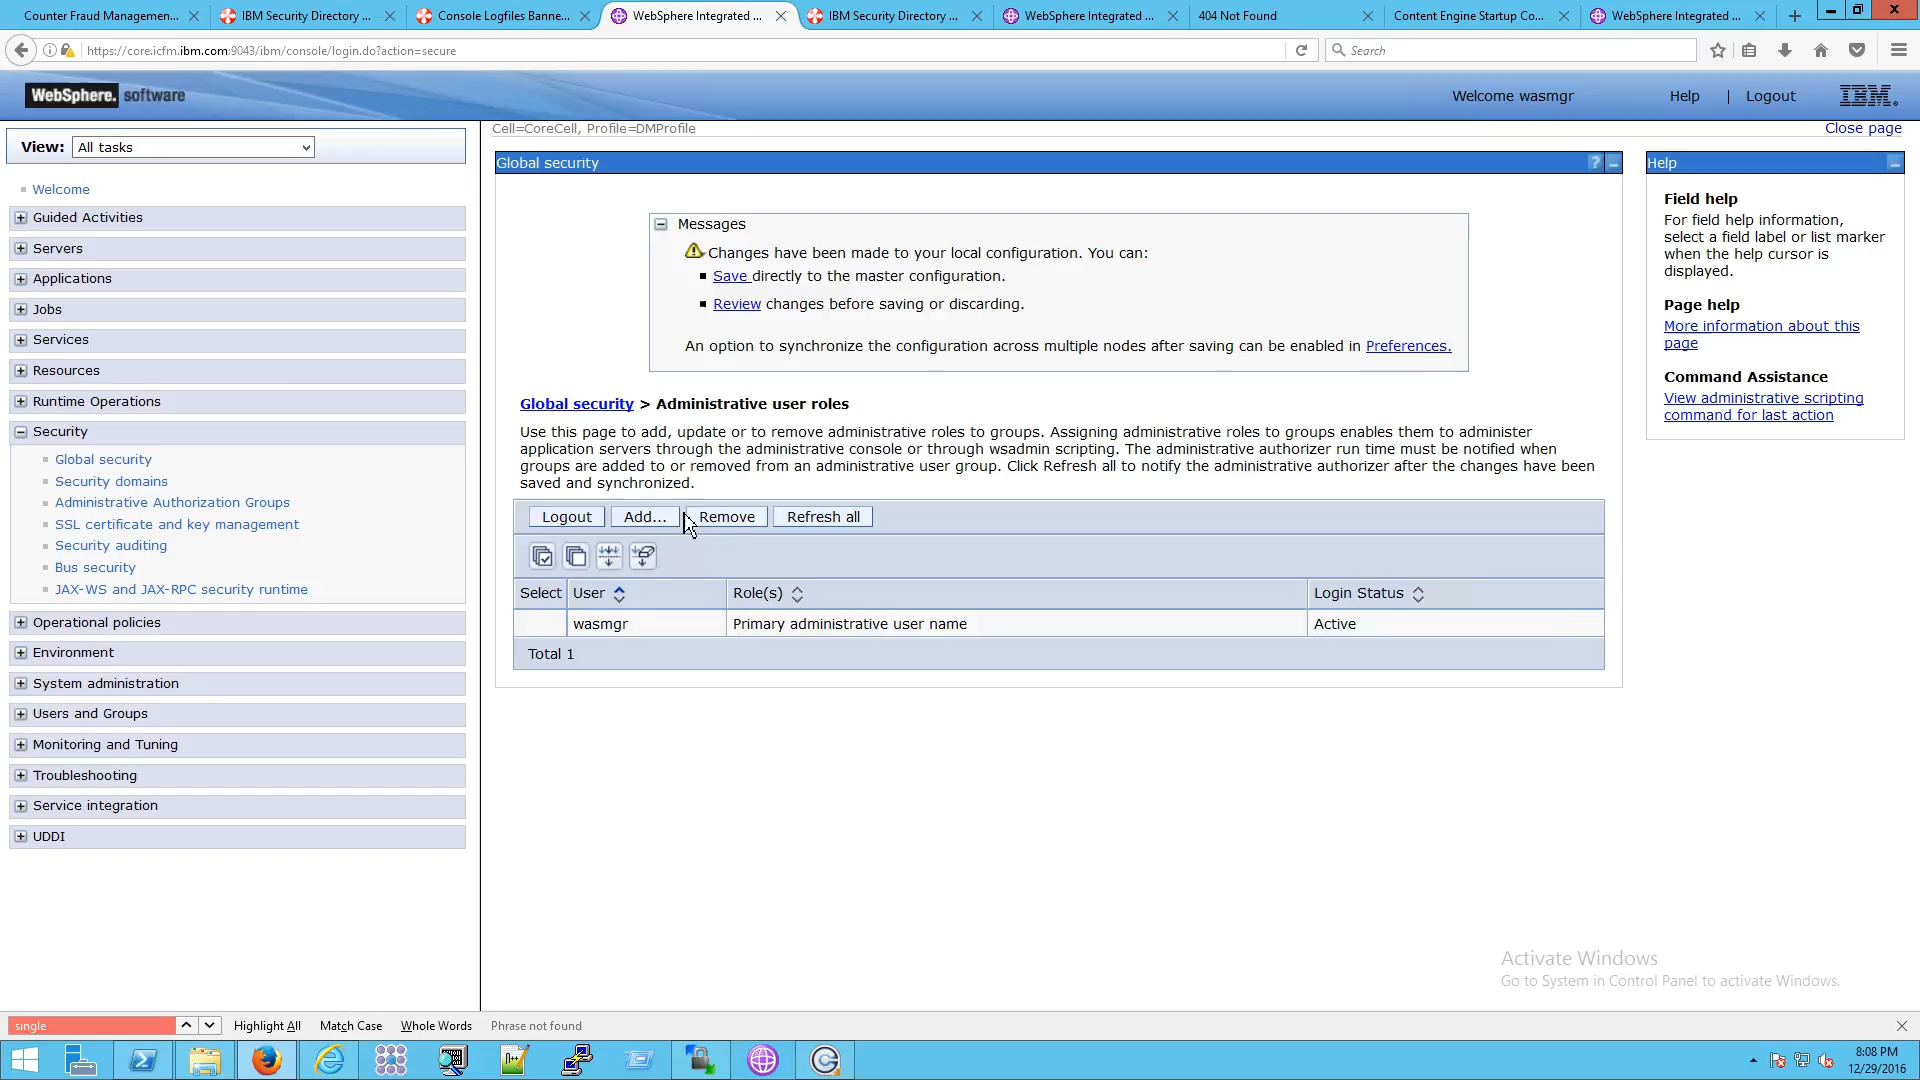 Counter Fraud Managemen...
IBM Security Directory ...
Console Logfiles Banne...
WebSphere Integrated ...
IBM Security Directory ...
WebSphere Integrated ...
404 Not Found
Content Engine Startup Co...
WebSphere Integrated ...
https://core.icfm.ibm.com:9043/ibm/console/login.do?action=secure
Search
WebSphere. software
Welcome wasmgr
Help | Logout
IBM.
View: All tasks
Welcome
Guided Activities
Servers
Applications
Jobs
Services
Resources
Runtime Operations
Security
Global security
Security domains
Administrative Authorization Groups
SSL certificate and key management
Security auditing
Bus security
JAX-WS and JAX-RPC security runtime
Operational policies
Environment
System administration
Users and Groups
Monitoring and Tuning
Troubleshooting
Service integration
UDDI
Cell=CoreCell, Profile=DMProfile
Close page
Global security
?
Messages
Changes have been made to your local configuration. You can:
Save directly to the master configuration.
Review changes before saving or discarding.
An option to synchronize the configuration across multiple nodes after saving can be enabled in Preferences.
Global security > Administrative user roles
Use this page to add, update or to remove administrative roles to groups. Assigning administrative roles to groups enables them to administer
application servers through the administrative console or through wsadmin scripting. The administrative authorizer run time must be notified when
groups are added to or removed from an administrative user group. Click Refresh all to notify the administrative authorizer after the changes have been
saved and synchronized.
Logout Add... Remove Refresh all
Select User Role(s) Login Status
wasmgr Primary administrative user name Active
Total 1
Help
Field help
For field help information,
select a field label or list marker
when the help cursor is
displayed.
Page help
More information about this
page
Command Assistance
View administrative scripting
command for last action
Activate Windows
Go to System in Control Panel to activate Windows.
single
Highlight All Match Case Whole Words Phrase not found
8:08 PM
12/29/2016